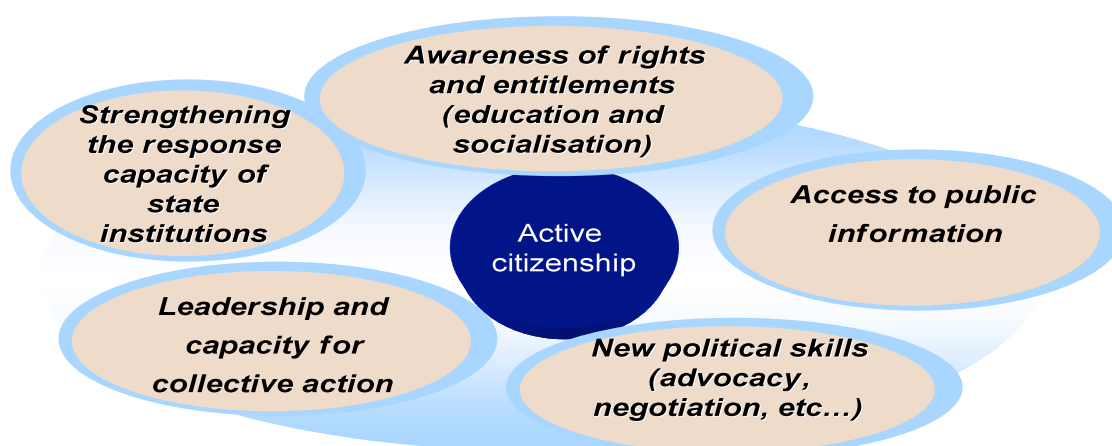 Awareness of rights
and entitlements
(education and
socialisation)
Strengthening
the response
capacity of
state
institutions
Access to public
information
Active
citizenship
Leadership and
capacity for
collective action
New political skills
(advocacy,
negotiation, etc…)